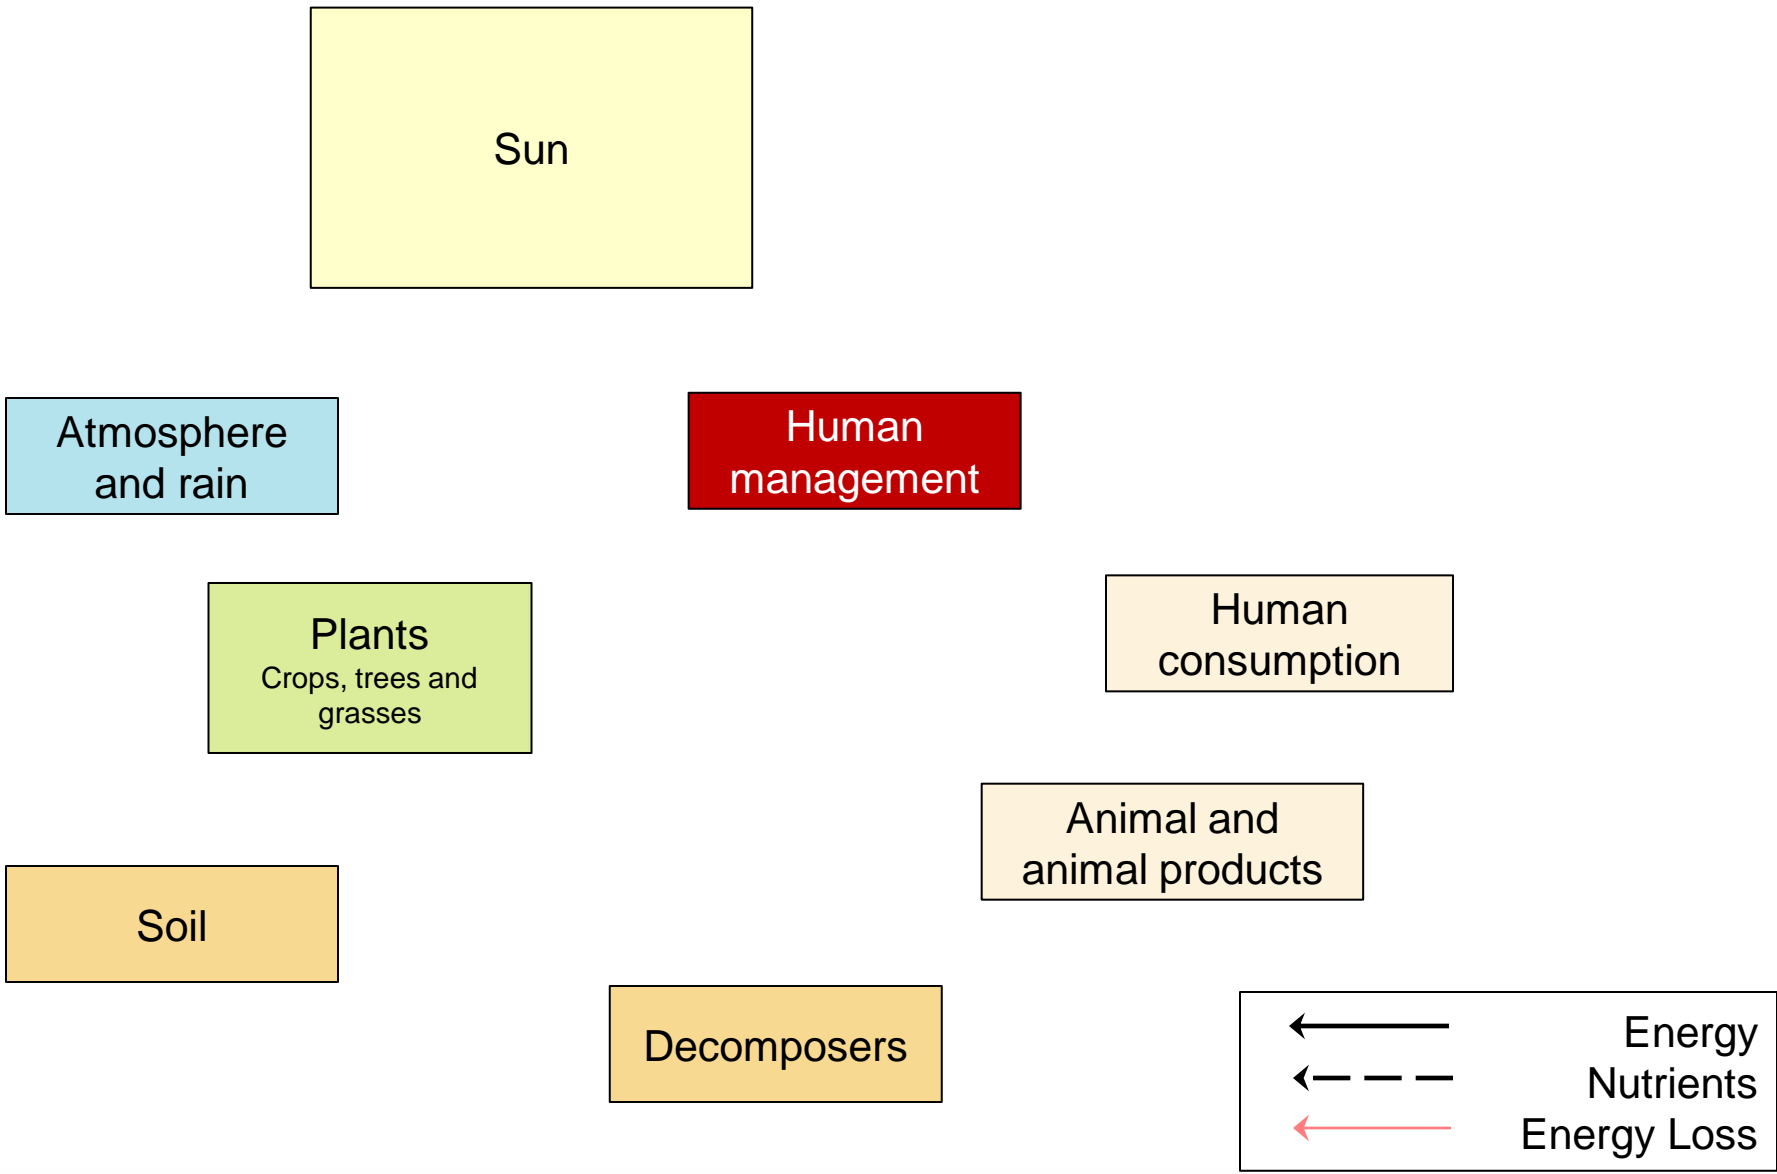 Sun
Atmosphere
and rain
Human
management
Plants
Crops, trees and
grasses
Human
consumption
Animal and
animal products
Soil
Decomposers
Energy
Nutrients
Energy Loss